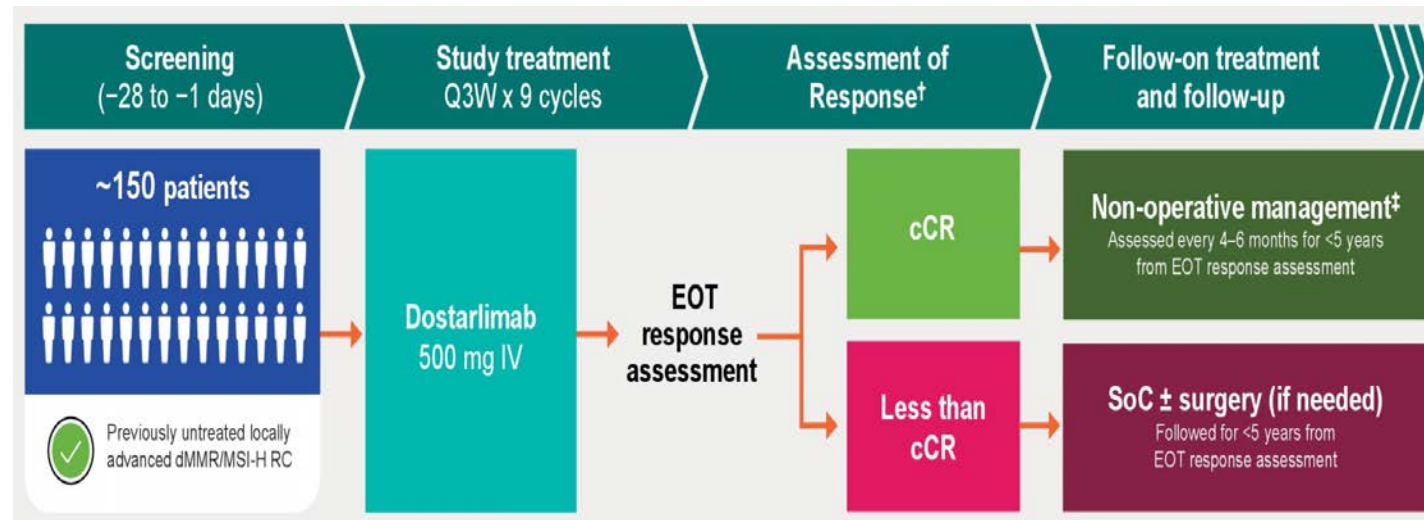 Screening
(−28 to −1 days)
Study treatment
Q3W x 9 cycles
Assessment of
Response†
Follow-on treatment
and follow-up
~150 patients
Previously untreated locally
advanced dMMR/MSI-H RC
Dostarlimab
500 mg IV
EOT
response
assessment
cCR
Less than
cCR
Non-operative management‡
Assessed every 4–6 months for <5 years
from EOT response assessment
SoC ± surgery (if needed)
Followed for <5 years from
EOT response assessment